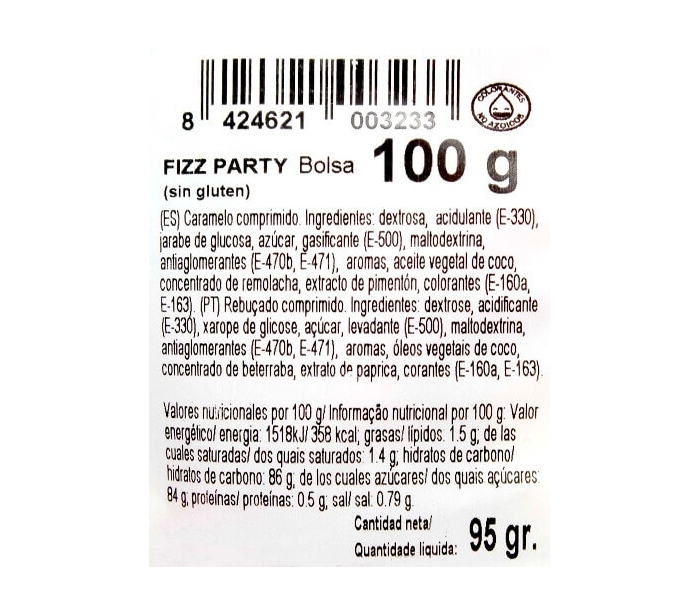 8 424621 003233
COLORANTES
NO AZOICOS
FIZZ PARTY Bolsa 100 g
(sin gluten)
(ES) Caramelo comprimido. Ingredientes: dextrosa, acidulante (E-330),
jarabe de glucosa, azúcar, gasificante (E-500), maltodextrina,
antiaglomerantes (E-470b, E-471), aromas, aceite vegetal de coco,
concentrado de remolacha, extracto de pimentón, colorantes (E-160a,
E-163). (PT) Rebuçado comprimido. Ingredientes: dextrose, acidificante
(E-330), xarope de glicose, açúcar, levadante (E-500), maltodextrina,
antiaglomerantes (E-470b, E-471), aromas, óleos vegetais de coco,
concentrado de beterraba, extrato de paprica, corantes (E-160a, E-163).
Valores nutricionales por 100 g/ Informação nutricional por 100 g: Valor
energético/ energia: 1518kJ/ 358 kcal; grasas/ lípidos: 1.5 g; de las
cuales saturadas/ dos quais saturados: 1.4 g; hidratos de carbono/
hidratos de carbono: 86 g; de los cuales azúcares/ dos quais açúcares:
84 g; proteínas/ proteínas: 0.5 g; sal/ sal: 0.79 g.
Cantidad neta/
Quantidade liquida: 95 gr.